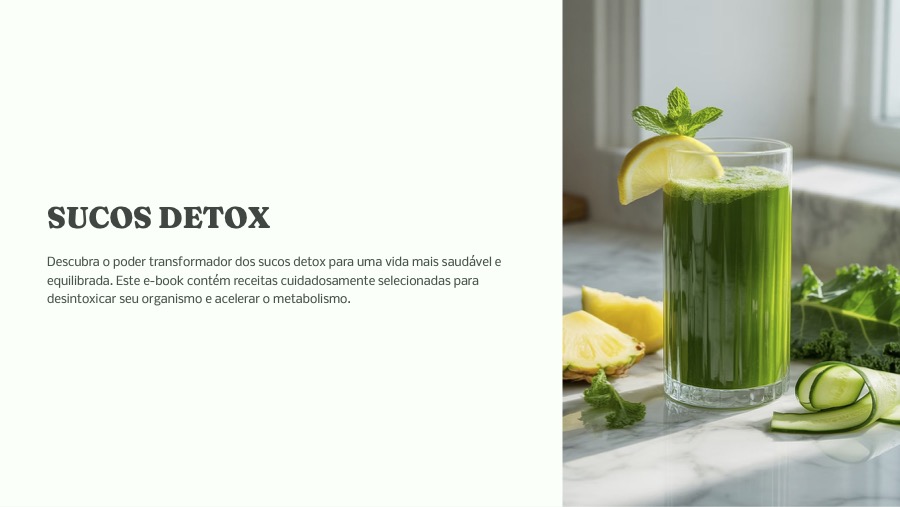 SUCOS DETOX
Descubra o poder transformador dos sucos detox para uma vida mais saudável e
equilibrada. Este e-book contém receitas cuidadosamente selecionadas para
desintoxicar seu organismo e acelerar o metabolismo.